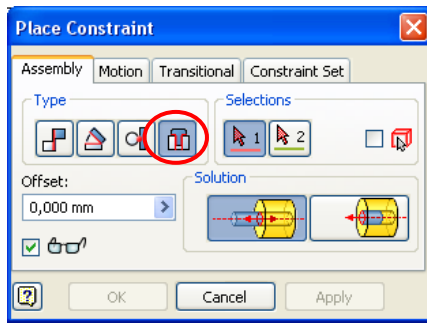 Place Constraint
Assembly Motion Transitional Constraint Set
Type
Selections
1 2
Offset:
0,000 mm
Solution
OK Cancel Apply